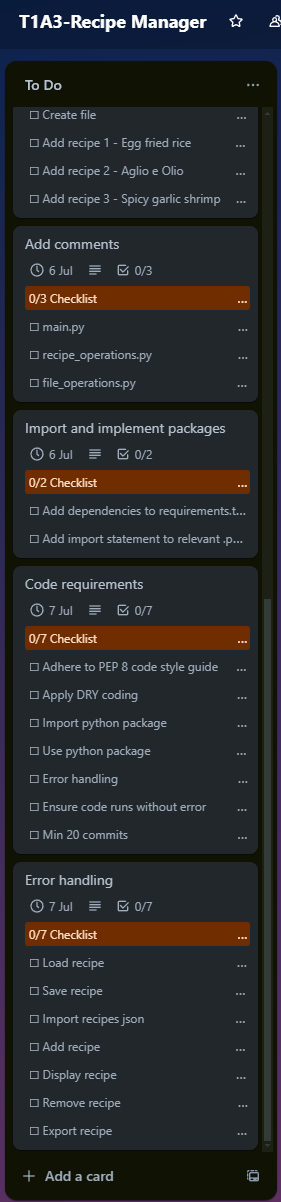 T1A3-Recipe Manager
To Do
Create file
Add recipe 1 - Egg fried rice
Add recipe 2 - Aglio e Olio
Add recipe 3 - Spicy garlic shrimp
Add comments
6 Jul 0/3
0/3 Checklist
main.py
recipe_operations.py
file_operations.py
Import and implement packages
6 Jul 0/2
0/2 Checklist
Add dependencies to requirements.t...
Add import statement to relevant .p...
Code requirements
7 Jul 0/7
0/7 Checklist
Adhere to PEP 8 code style guide
Apply DRY coding
Import python package
Use python package
Error handling
Ensure code runs without error
Min 20 commits
Error handling
7 Jul 0/7
0/7 Checklist
Load recipe
Save recipe
Import recipes json
Add recipe
Display recipe
Remove recipe
Export recipe
Add a card